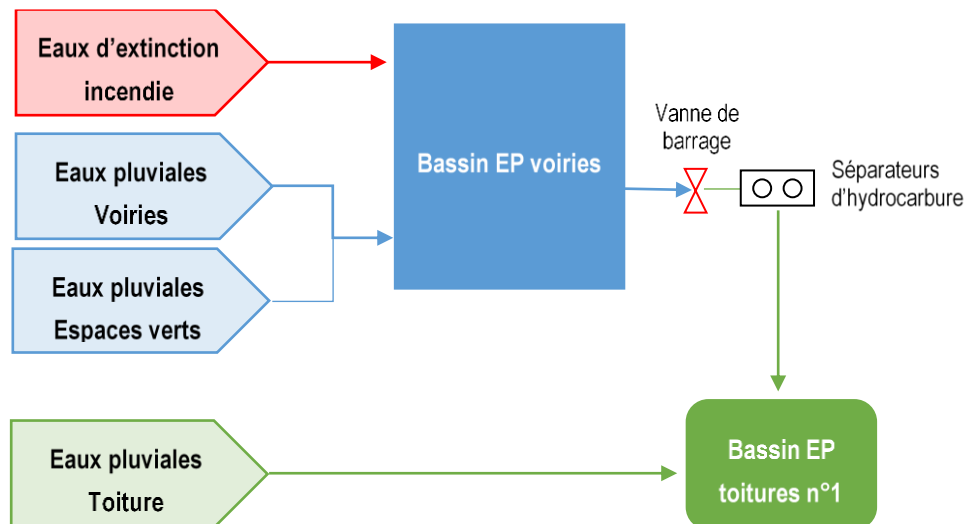 Eaux d'extinction
incendie
Eaux pluviales
Voiries
Eaux pluviales
Espaces verts
Bassin EP voiries
Vanne de
barrage
Séparateurs
d'hydrocarbure
Eaux pluviales
Toiture
Bassin EP
toitures n°1